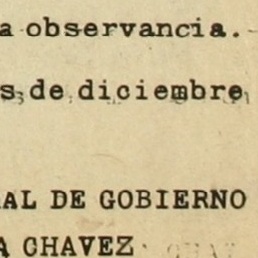 a observancia.-
s de diciembre
AL DE GOBIERNO
A CHAVEZ